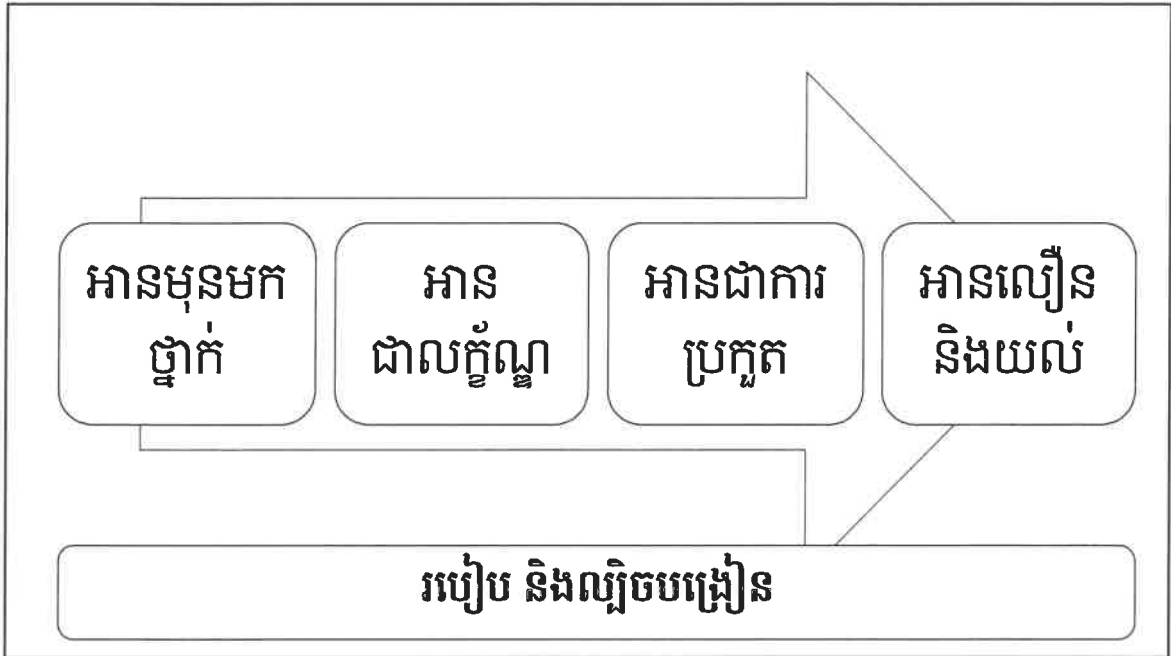 អានមុនមក
ថ្នាក់
អាន
ជាលក្ខ័ណ្ឌ
អានជាការ
ប្រកួត
អានលឿន
និងយល់
របៀប និងល្បិចបង្រៀន